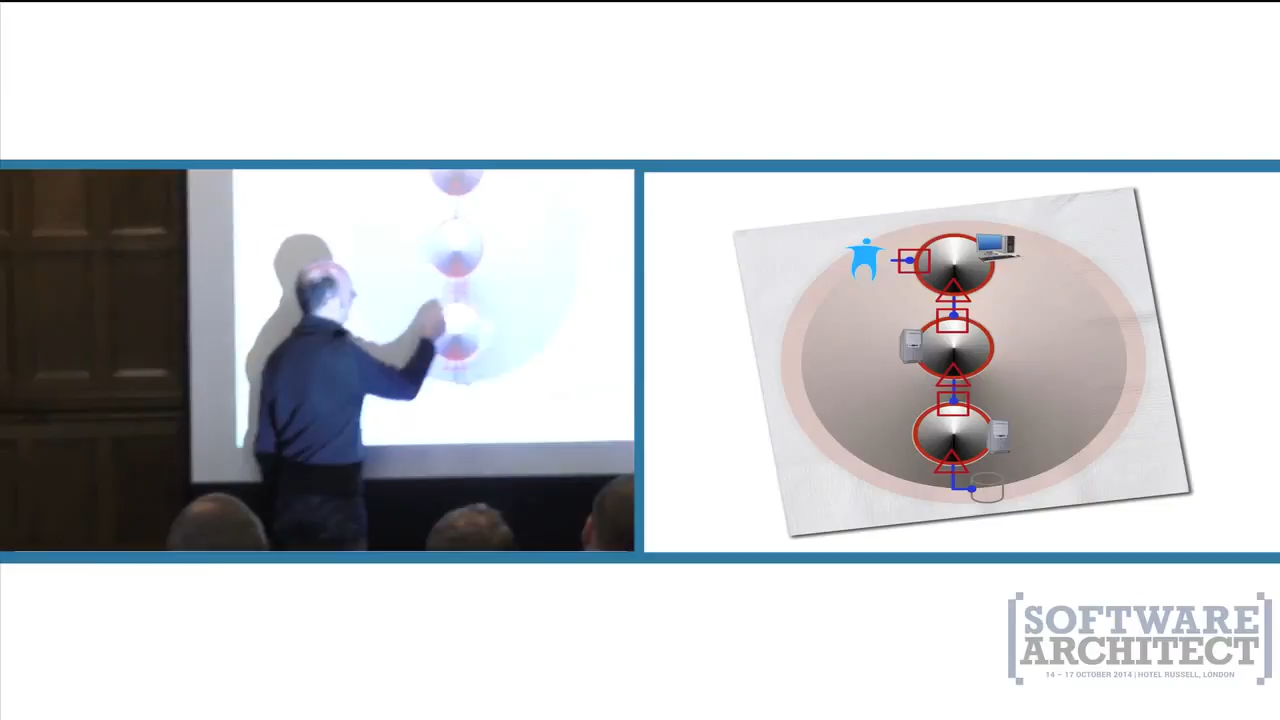 SOFTWARE
ARCHITECT
14 – 17 OCTOBER 2014 | HOTEL RUSSELL, LONDON